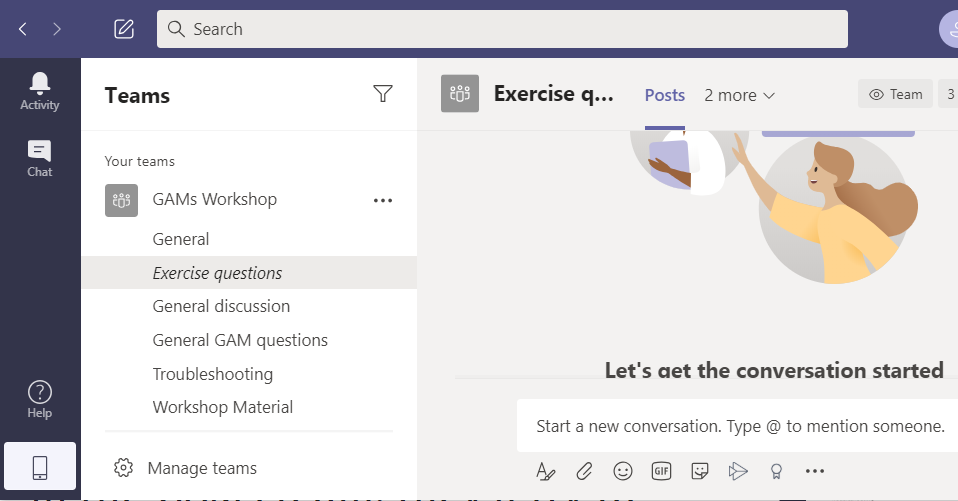 Search
Activity
Chat
Help
Teams
Your teams
GAMs Workshop
General
Exercise questions
General discussion
General GAM questions
Troubleshooting
Workshop Material
Manage teams
Exercise q...
Posts
2 more
Team
3
Let's get the conversation started
Start a new conversation. Type @ to mention someone.
GIF